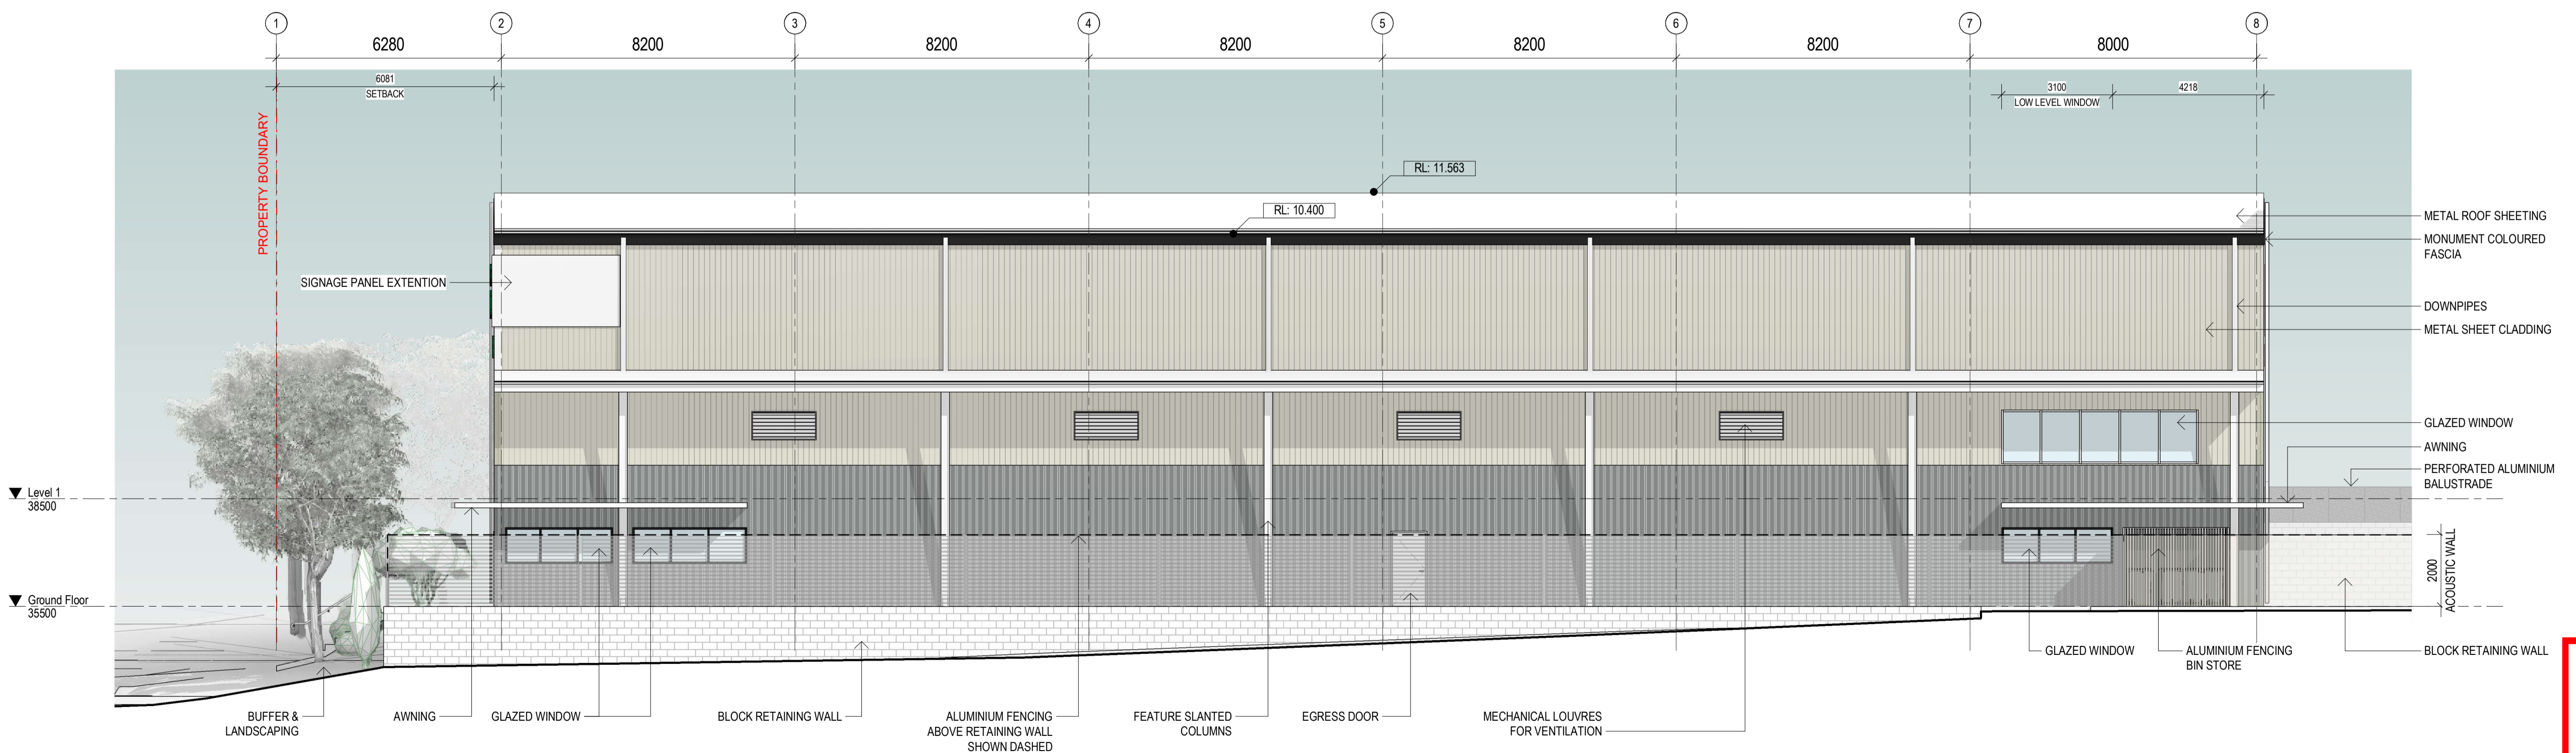 1
2
3
4
5
6
7
8
6280
8200
8200
8200
8200
8200
8000
6081
SETBACK
3100
LOW LEVEL WINDOW
4218
PROPERTY BOUNDARY
RL: 11.563
RL: 10.400
METAL ROOF SHEETING
MONUMENT COLOURED
FASCIA
SIGNAGE PANEL EXTENTION
DOWNPIPES
METAL SHEET CLADDING
GLAZED WINDOW
AWNING
PERFORATED ALUMINIUM
BALUSTRADE
Level 1
38500
2000
ACOUSTIC WALL
Ground Floor
35500
GLAZED WINDOW
ALUMINIUM FENCING
BIN STORE
BLOCK RETAINING WALL
BUFFER &
LANDSCAPING
AWNING
GLAZED WINDOW
BLOCK RETAINING WALL
ALUMINIUM FENCING
ABOVE RETAINING WALL
SHOWN DASHED
FEATURE SLANTED
COLUMNS
EGRESS DOOR
MECHANICAL LOUVRES
FOR VENTILATION